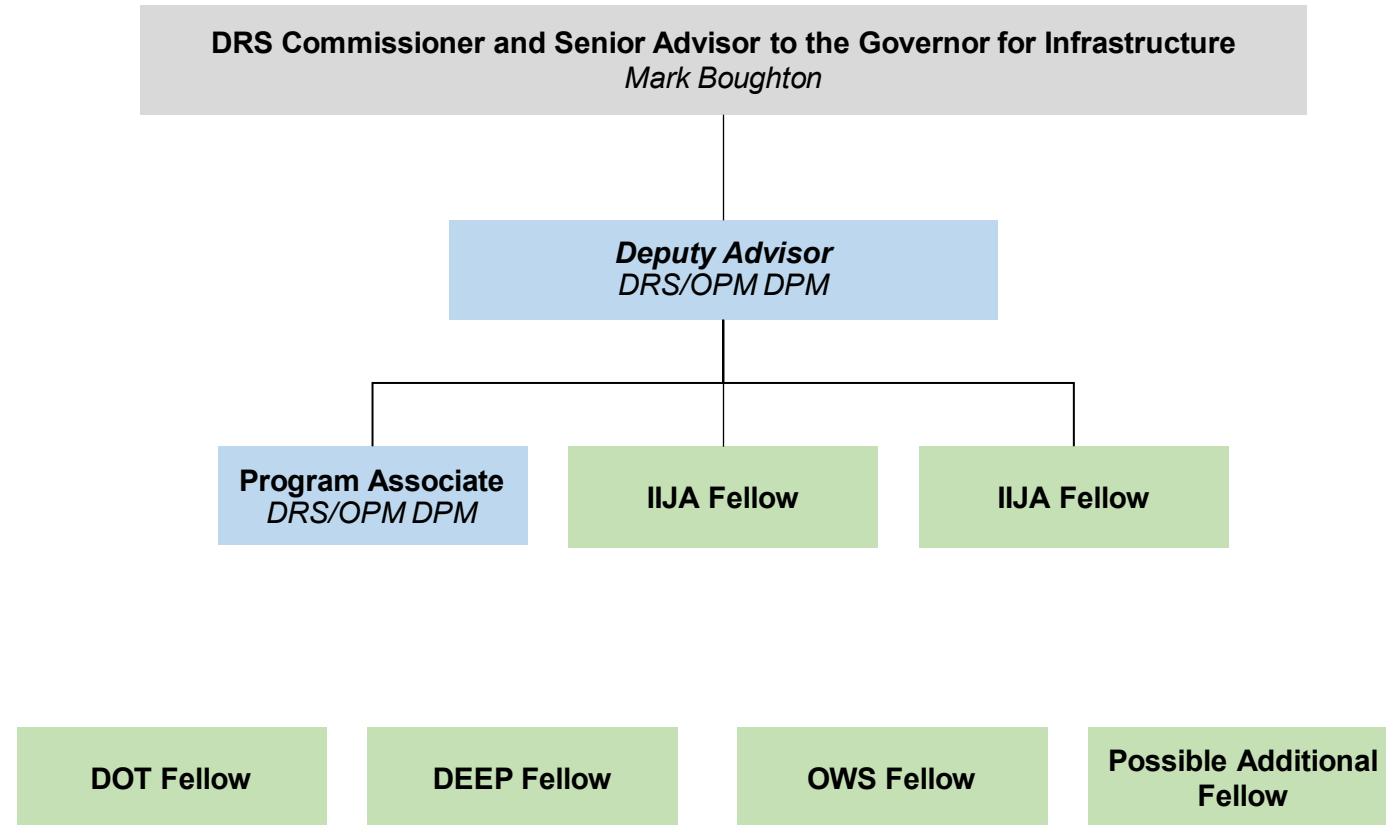 DRS Commissioner and Senior Advisor to the Governor for Infrastructure
Mark Boughton
Deputy Advisor
DRS/OPM DPM
Program Associate
DRS/OPM DPM
IIJA Fellow
IIJA Fellow
DOT Fellow
DEEP Fellow
OWS Fellow
Possible Additional
Fellow